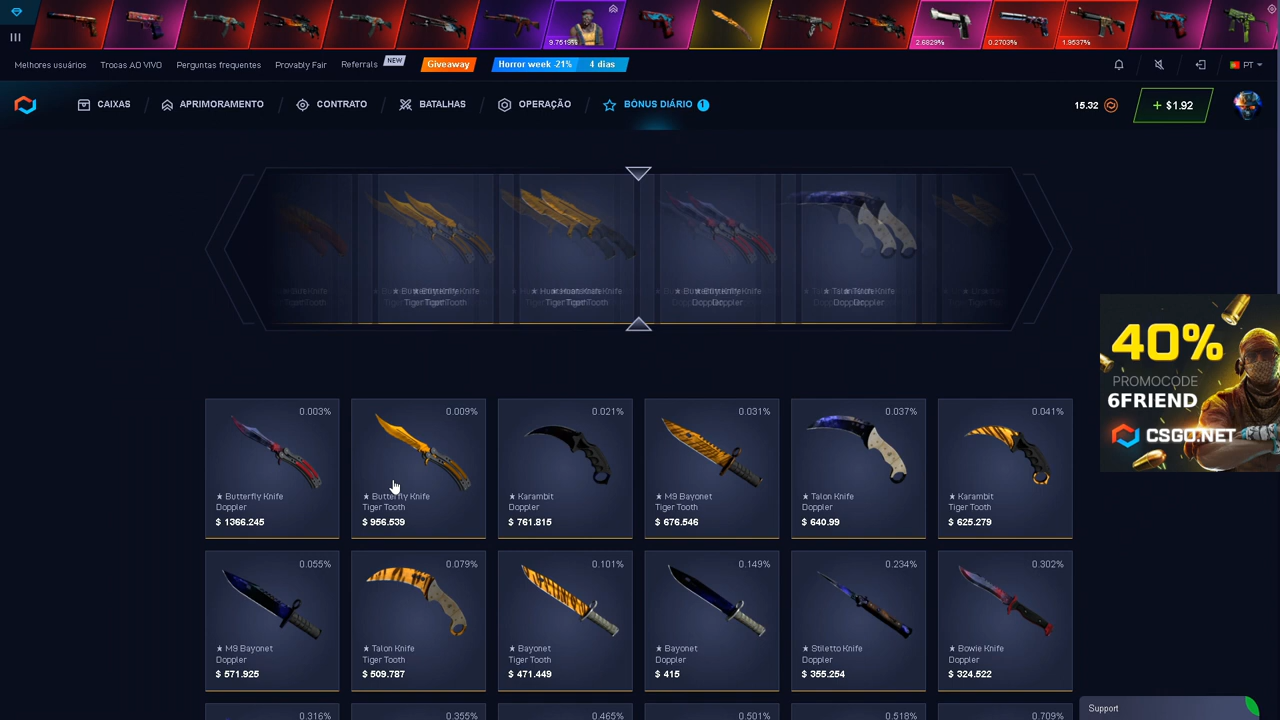 9.7519%
2.6829%
0.2703%
1.9537%
Melhores usuários
Trocas AO VIVO
Perguntas frequentes
Provably Fair
Referrals
NEW
Giveaway
Horror week -21%
4 dias
PT
CAIXAS
APRIMORAMENTO
CONTRATO
BATALHAS
OPERAÇÃO
BÓNUS DIÁRIO
1
15.32
+ $1.92
40%
PROMOCODE
6FRIEND
CSGO.NET
0.003%
★ Butterfly Knife
Doppler
$ 1366.245
0.009%
★ Butterfly Knife
Tiger Tooth
$ 956.539
0.021%
★ Karambit
Doppler
$ 761.815
0.031%
★ M9 Bayonet
Tiger Tooth
$ 676.546
0.037%
★ Talon Knife
Doppler
$ 640.99
0.041%
★ Karambit
Tiger Tooth
$ 625.279
0.055%
★ M9 Bayonet
Doppler
$ 571.925
0.079%
★ Talon Knife
Tiger Tooth
$ 509.787
0.101%
★ Bayonet
Tiger Tooth
$ 471.449
0.149%
★ Bayonet
Doppler
$ 415
0.234%
★ Stiletto Knife
Doppler
$ 355.254
0.302%
★ Bowie Knife
Doppler
$ 324.522
0.316%
0.355%
0.465%
0.501%
0.518%
0.709%
Support